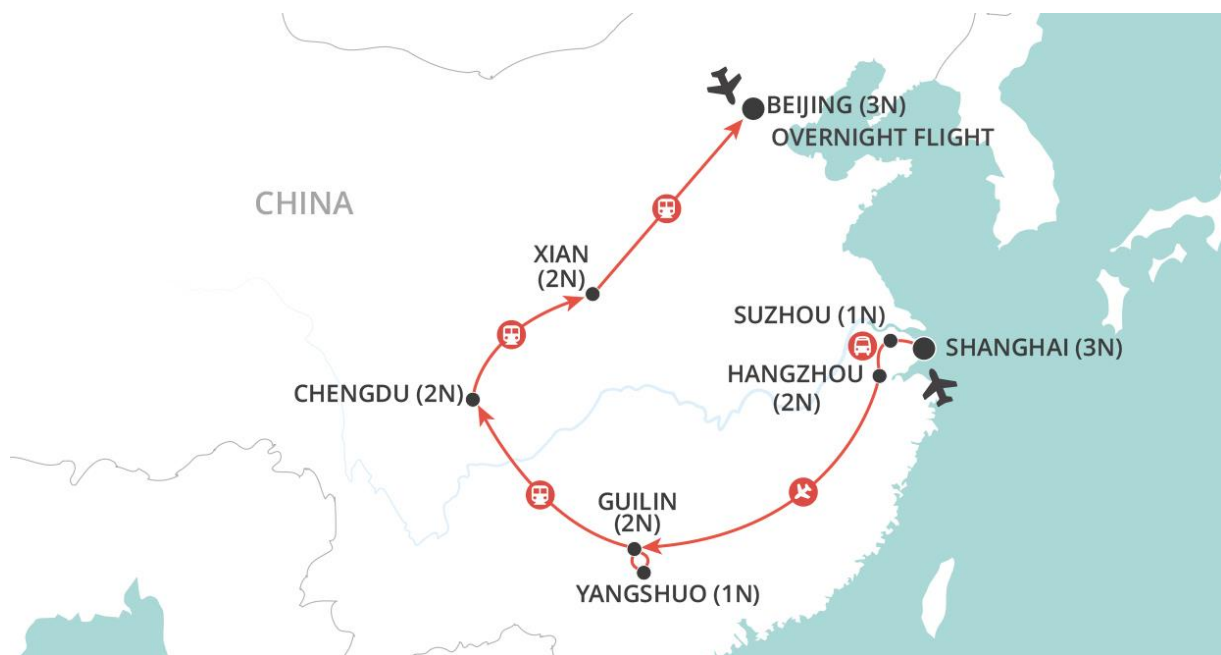 BEIJING (3N)
OVERNIGHT FLIGHT
CHINA
XIAN
(2N)
SUZHOU (1N)
SHANGHAI (3N)
HANGZHOU
(2N)
CHENGDU (2N)
GUILIN
(2N)
YANGSHUO (1N)